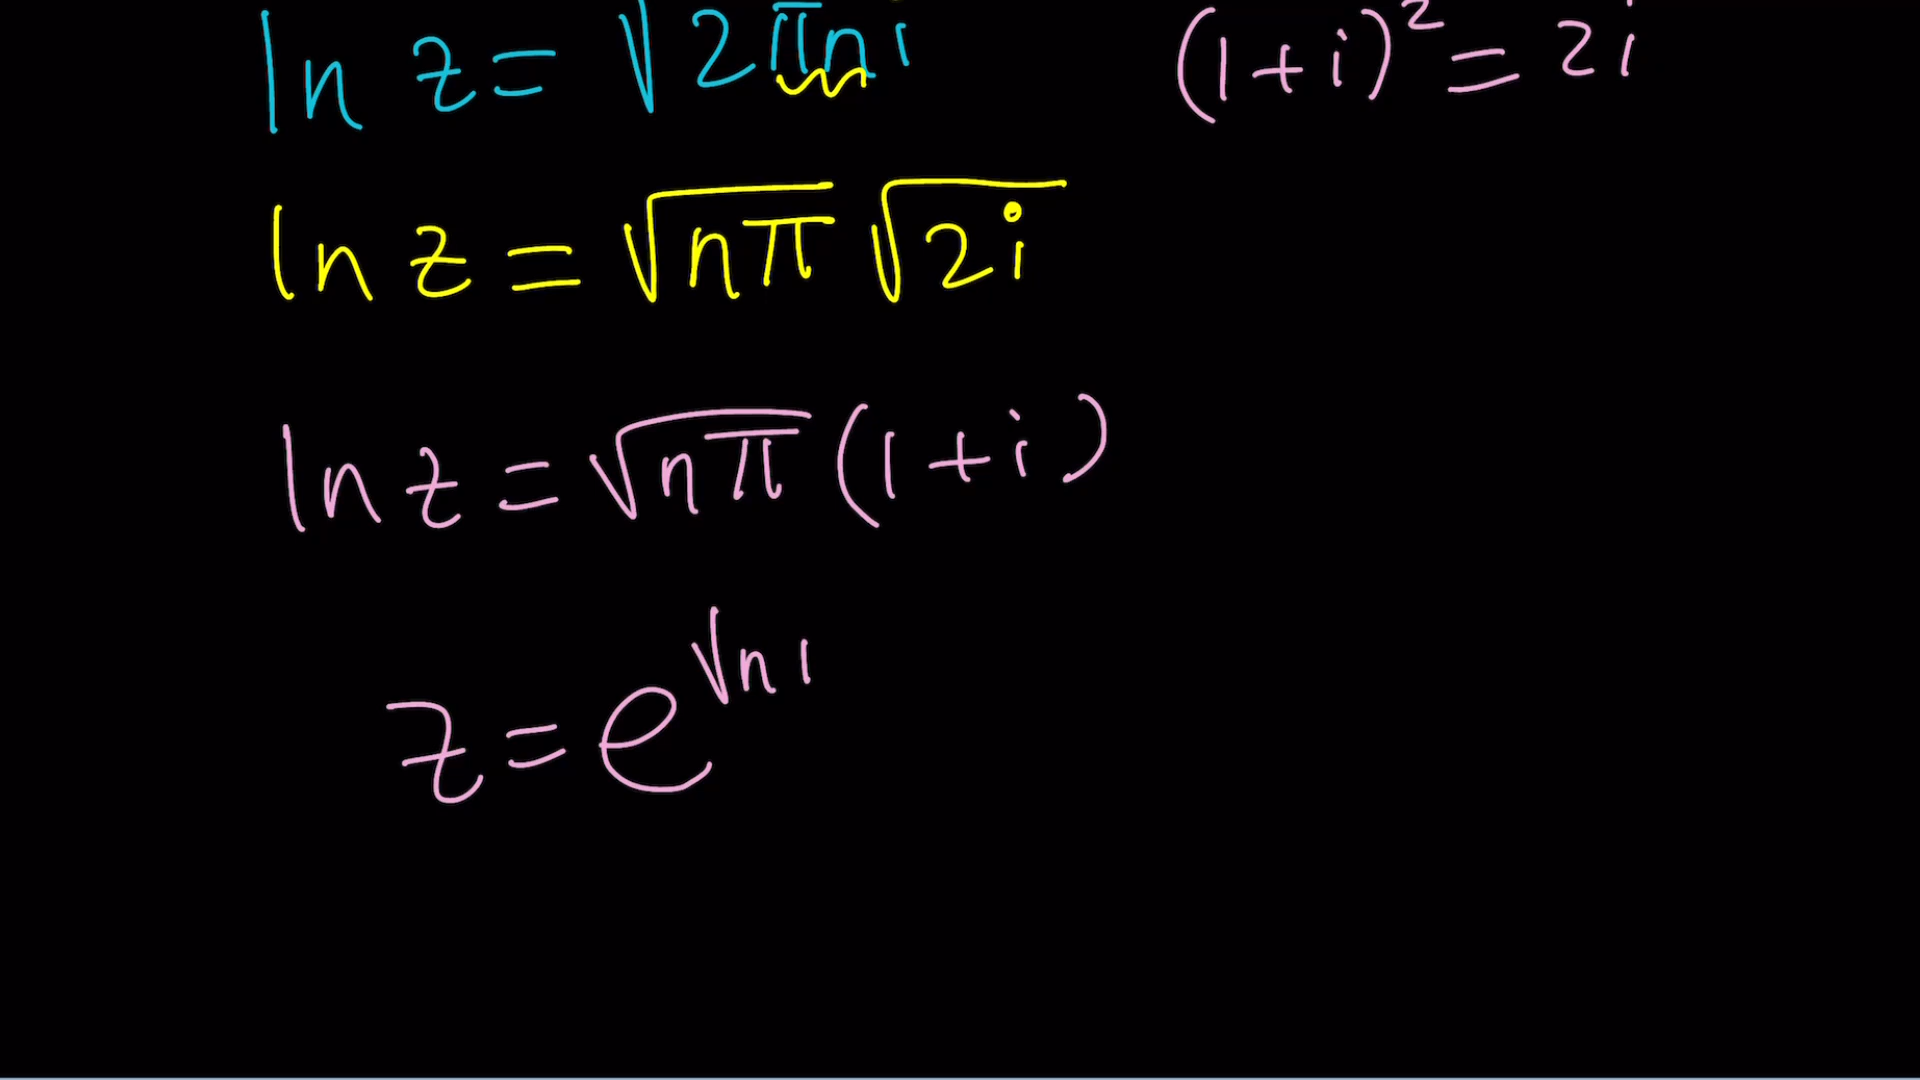 ln z = √2πni
(1+i)² = 2i
ln z = √nπ √2i
ln z = √nπ (1+i)
z = e^√n